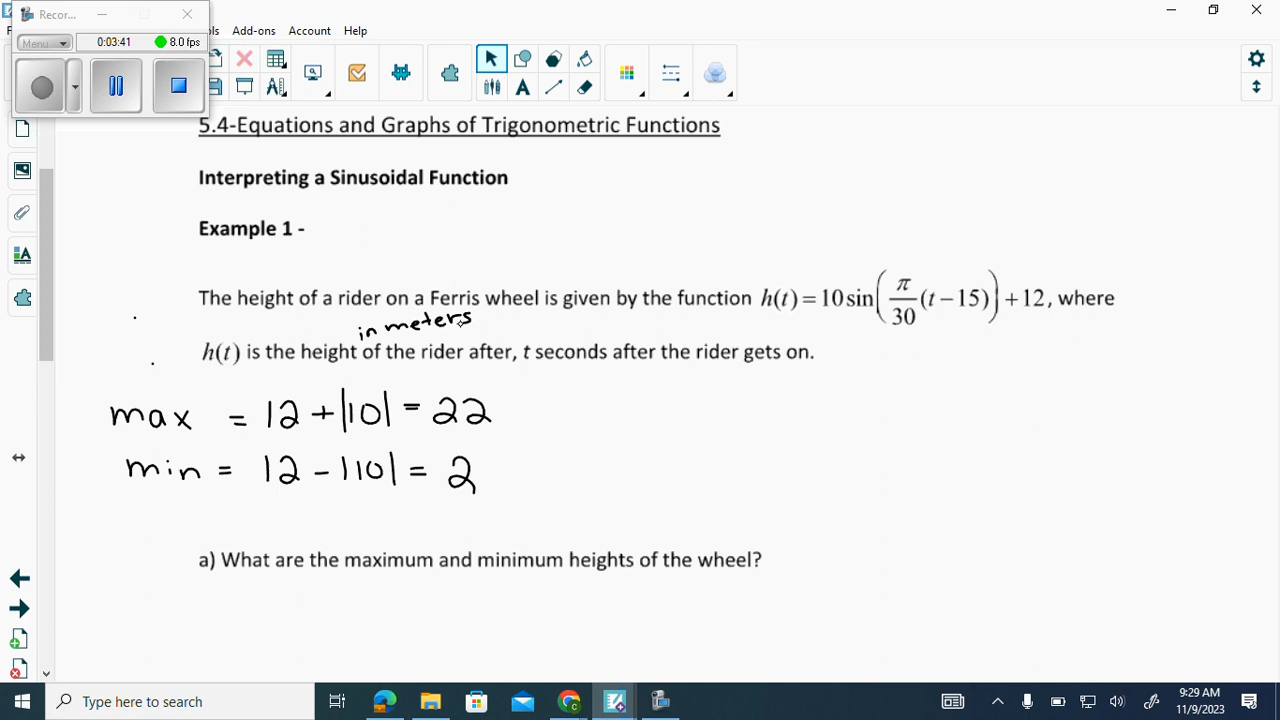 Recor...
Menu
0:03:41
8.0 fps
Add-ons Account Help
5.4-Equations and Graphs of Trigonometric Functions
Interpreting a Sinusoidal Function
Example 1 -
The height of a rider on a Ferris wheel is given by the function h(t) = 10 sin(π/30 (t − 15)) + 12, where
in meters
h(t) is the height of the rider after, t seconds after the rider gets on.
max = 12 + |10| = 22
min = 12 - |10| = 2
a) What are the maximum and minimum heights of the wheel?
Type here to search
9:29 AM
11/9/2023